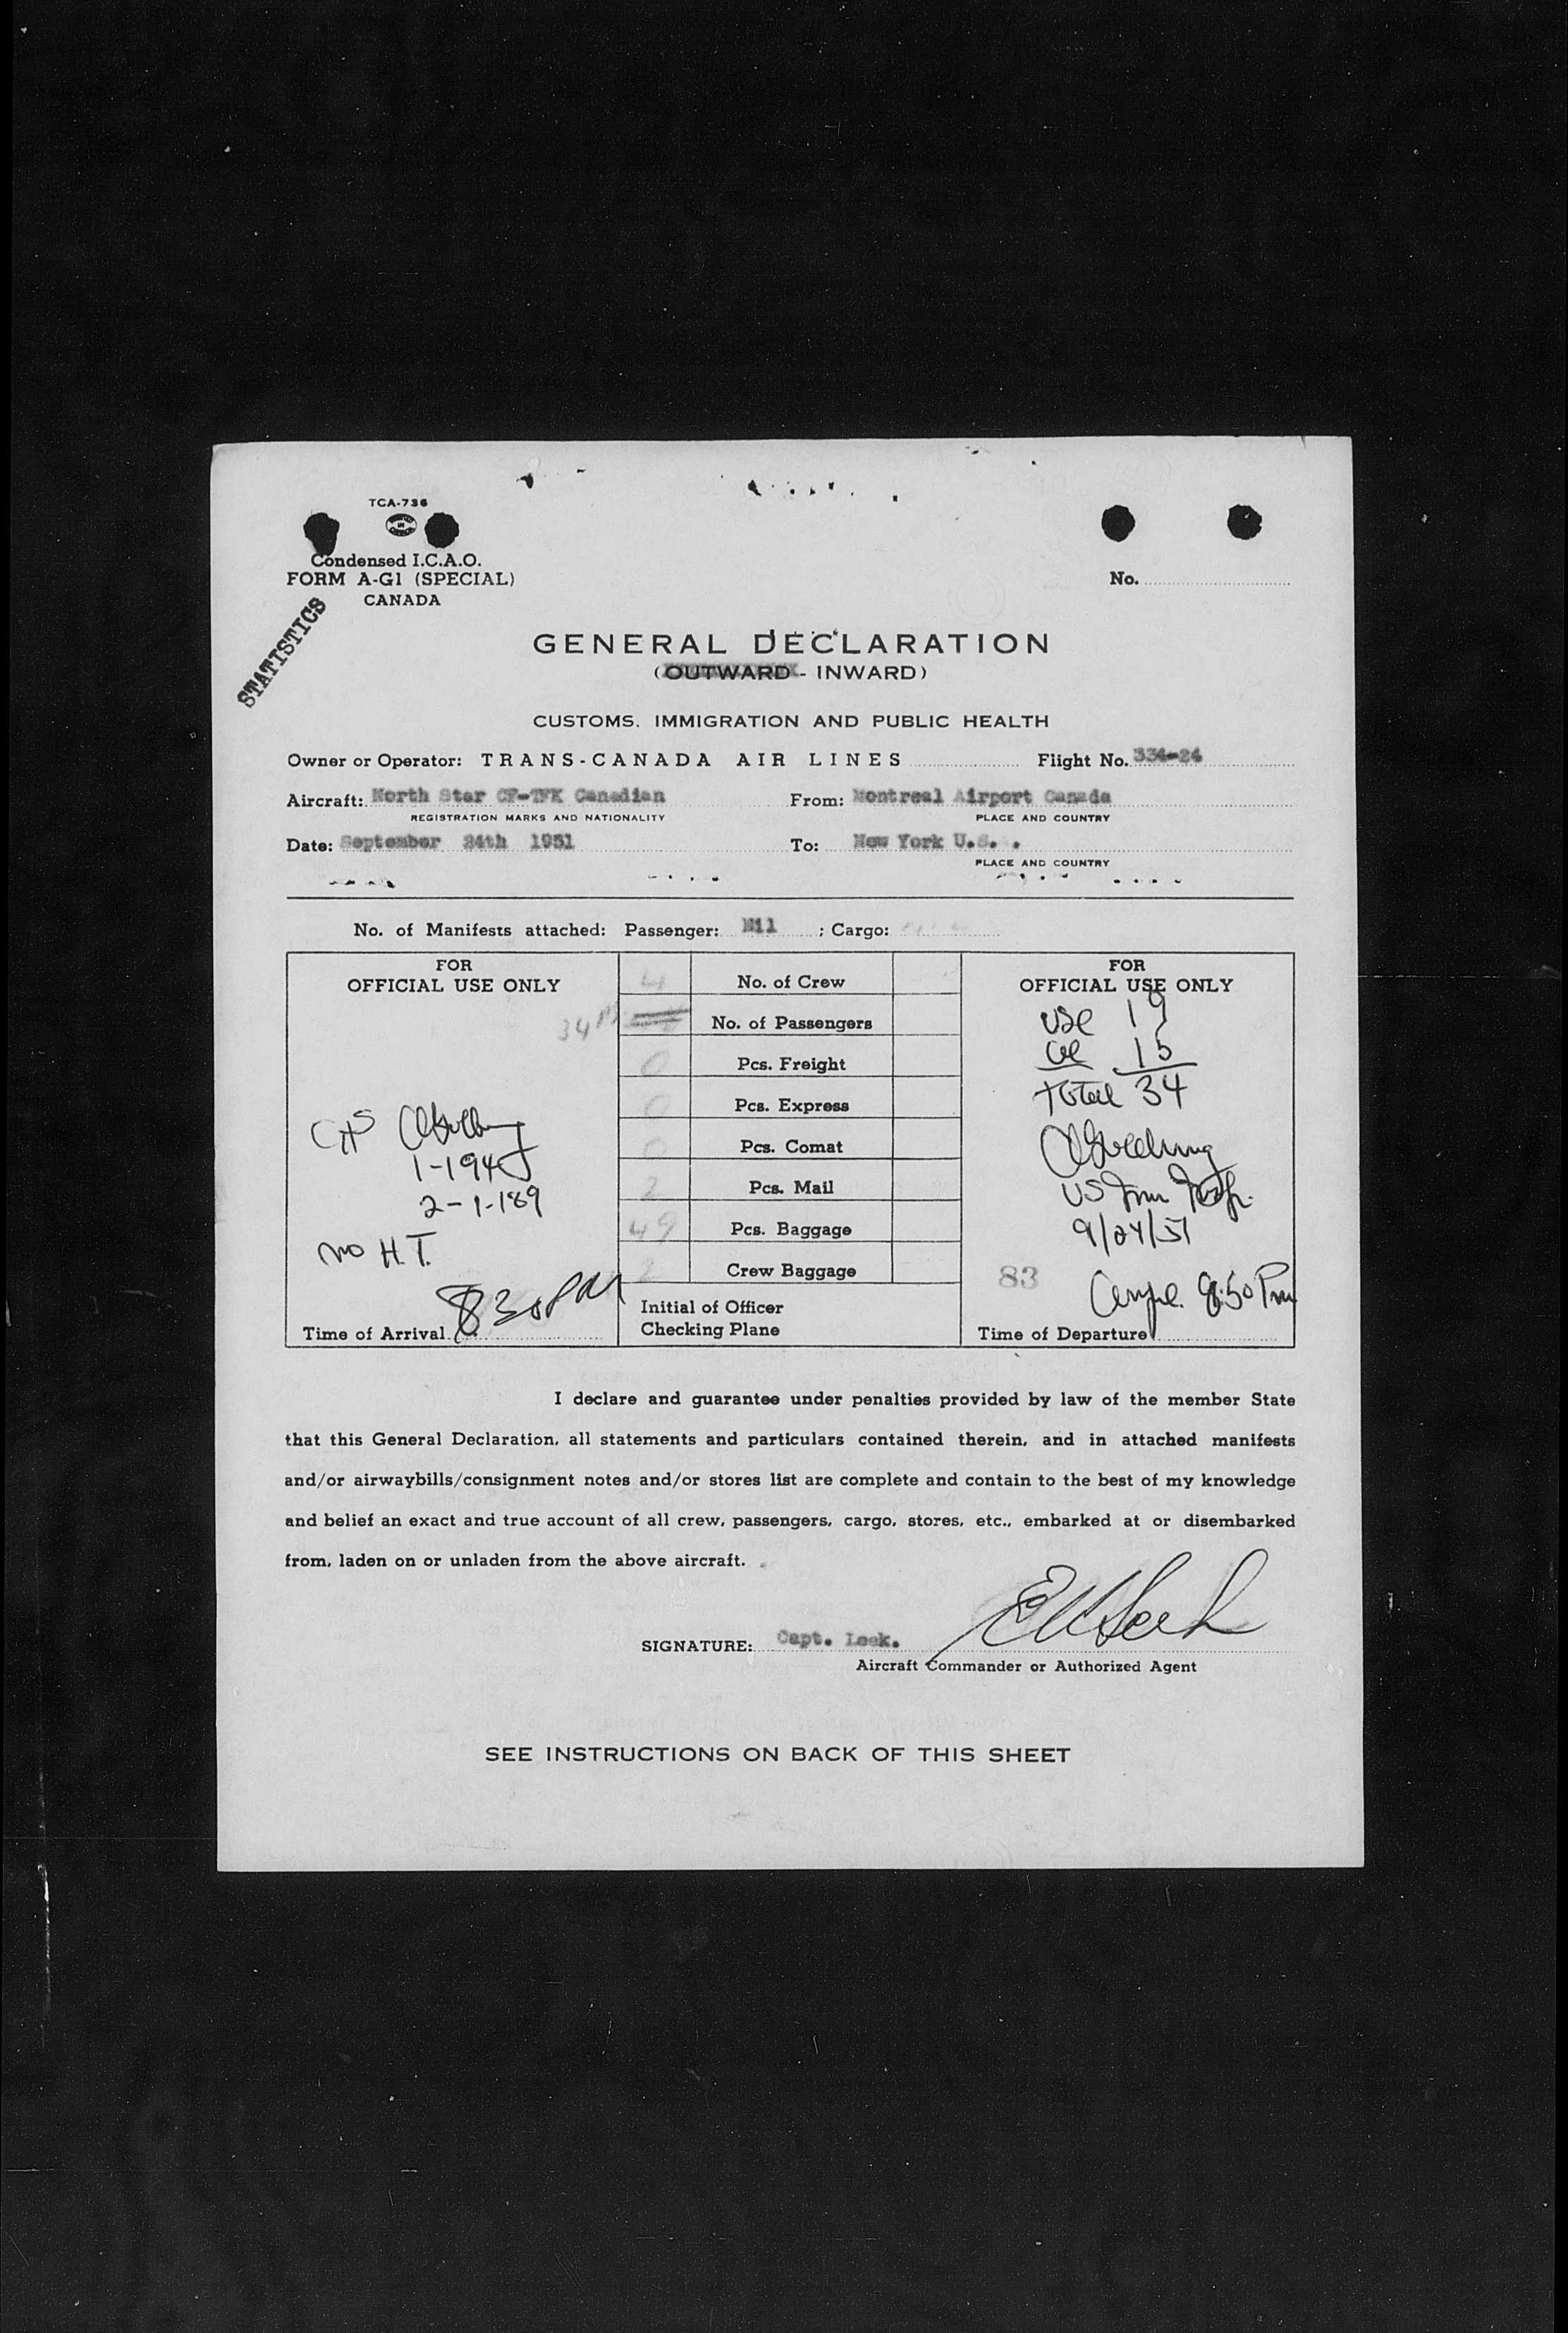 TCA-736
Condensed I.C.A.O.
FORM A-G1 (SPECIAL)
CANADA
No.
STATISTICS
GENERAL DECLARATION
(OUTWARD - INWARD)
CUSTOMS, IMMIGRATION AND PUBLIC HEALTH
Owner or Operator: TRANS-CANADA AIR LINES Flight No. 334-24
Aircraft: North Star CF-TFK Canadian From: Montreal Airport Canada
REGISTRATION MARKS AND NATIONALITY PLACE AND COUNTRY
Date: September 24th 1951 To: New York U.S.
PLACE AND COUNTRY
No. of Manifests attached: Passenger: Nil ; Cargo:
FOR
OFFICIAL USE ONLY
34
1-194
2-1-189
no H.T.
8 30 PM
Time of Arrival
4 No. of Crew
No. of Passengers
0 Pcs. Freight
0 Pcs. Express
0 Pcs. Comat
2 Pcs. Mail
49 Pcs. Baggage
2 Crew Baggage
Initial of Officer
Checking Plane
FOR
OFFICIAL USE ONLY
USC 19
15
Total 34
US Imm Insp.
9/24/51
83
8:50 Pm
Time of Departure
I declare and guarantee under penalties provided by law of the member State
that this General Declaration, all statements and particulars contained therein, and in attached manifests
and/or airwaybills/consignment notes and/or stores list are complete and contain to the best of my knowledge
and belief an exact and true account of all crew, passengers, cargo, stores, etc., embarked at or disembarked
from, laden on or unladen from the above aircraft.
SIGNATURE: Capt. Leek.
Aircraft Commander or Authorized Agent
SEE INSTRUCTIONS ON BACK OF THIS SHEET